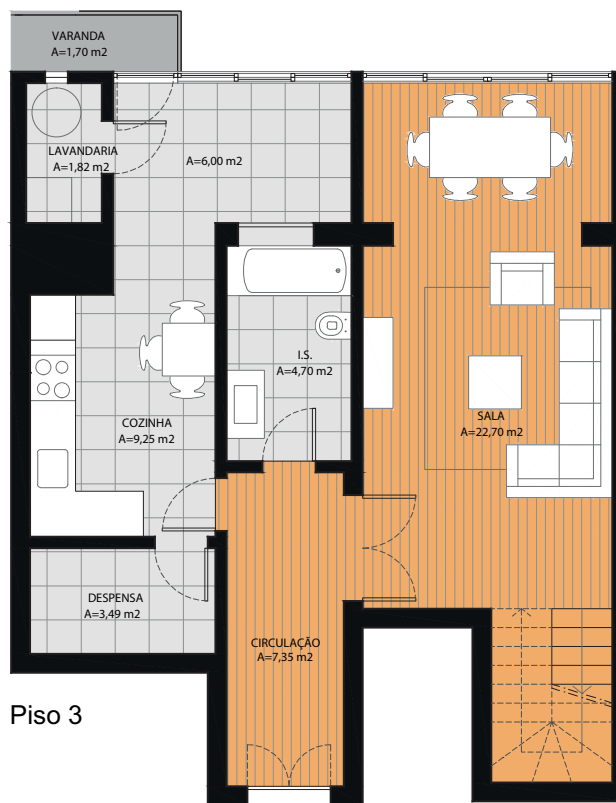 VARANDA
A=1,70 m2
LAVANDARIA
A=1,82 m2
A=6,00 m2
I.S.
A=4,70 m2
COZINHA
A=9,25 m2
SALA
A=22,70 m2
DESPENSA
A=3,49 m2
CIRCULAÇÃO
A=7,35 m2
Piso 3